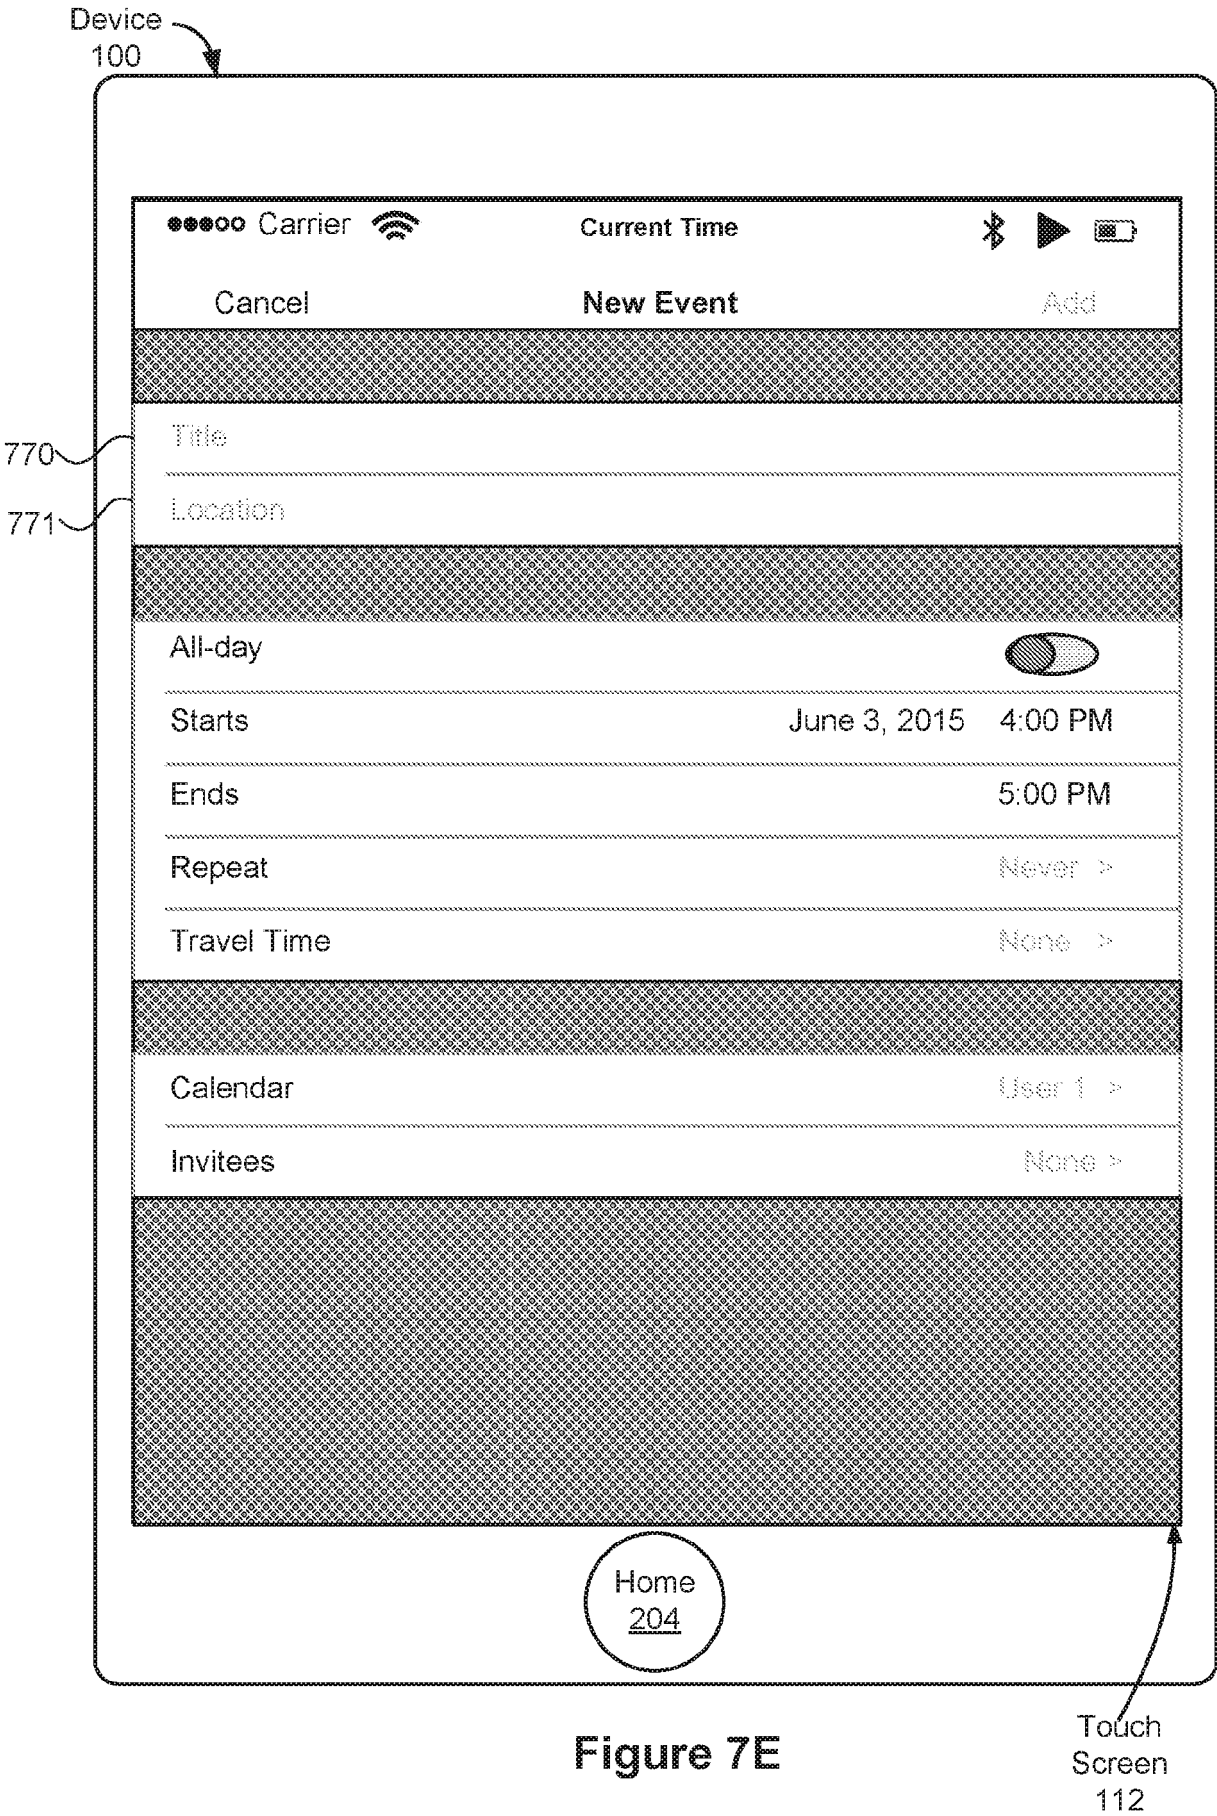 Device
100
Carrier Current Time
Cancel New Event Add
770 Title
771 Location
All-day
Starts June 3, 2015 4:00 PM
Ends 5:00 PM
Repeat Never >
Travel Time None >
Calendar User 1 >
Invitees None >
Home
204
Figure 7E
Touch
Screen
112